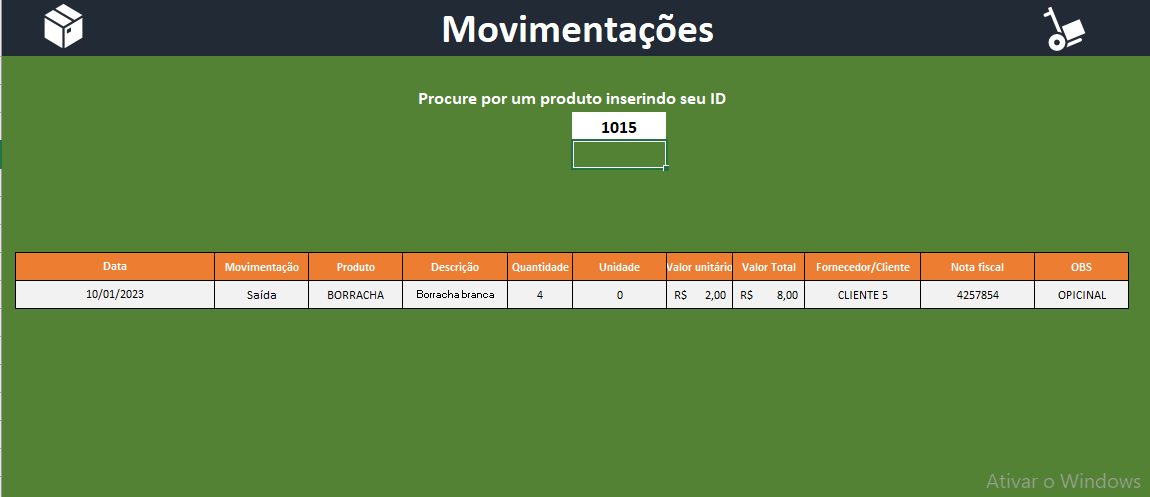 Movimentações
Procure por um produto inserindo seu ID
1015
Data Movimentação Produto Descrição Quantidade Unidade Valor unitário Valor Total Fornecedor/Cliente Nota fiscal OBS
10/01/2023 Saída BORRACHA Borracha branca 4 0 R$ 2,00 R$ 8,00 CLIENTE 5 4257854 OPICINAL
Ativar o Windows